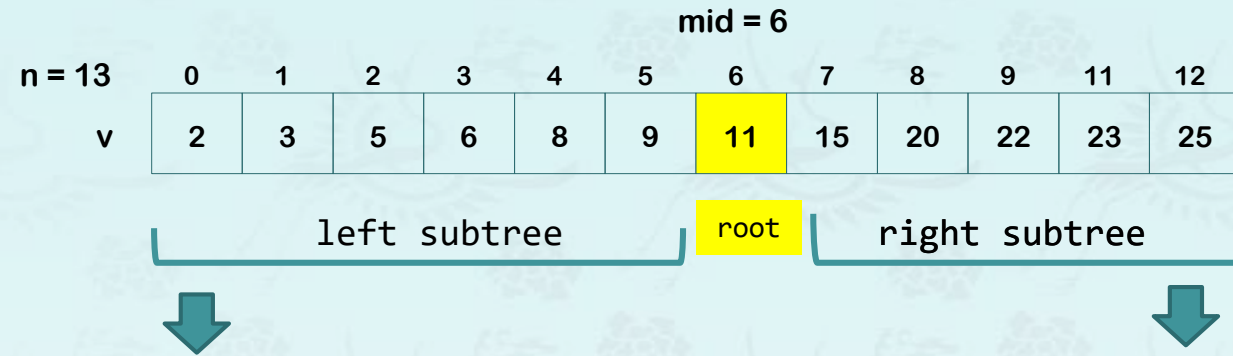 mid = 6
n = 13 0 1 2 3 4 5 6 7 8 9 11 12
v 2 3 5 6 8 9 11 15 20 22 23 25
left subtree root right subtree